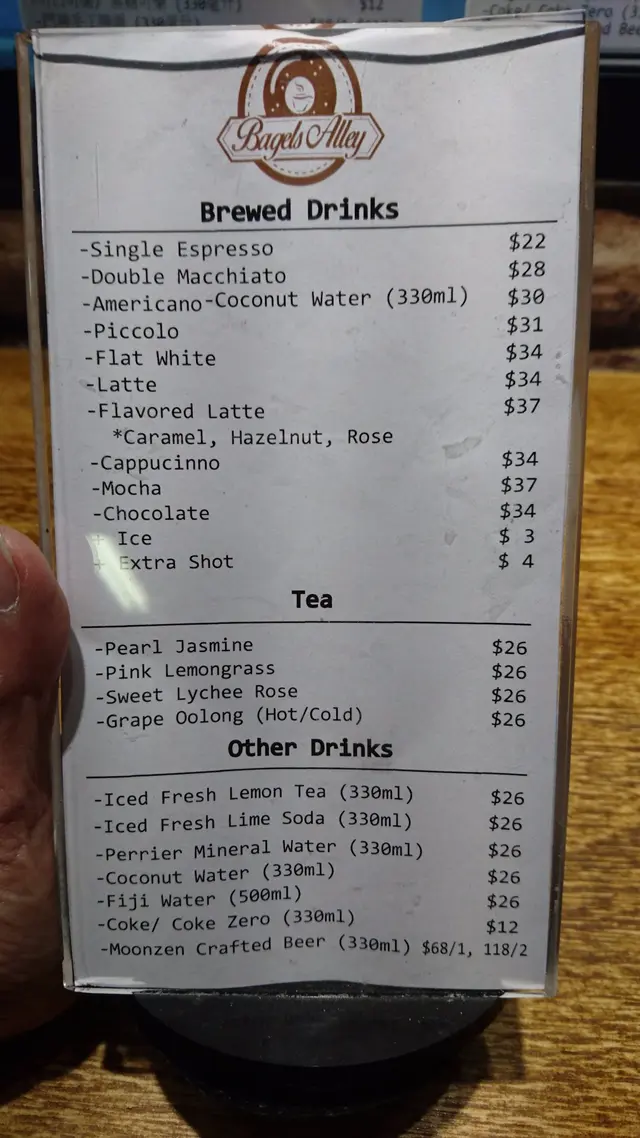 $12
Bagels Alley
Brewed Drinks
-Single Espresso $22
-Double Macchiato $28
-Americano-Coconut Water (330ml) $30
-Piccolo $31
-Flat White $34
-Latte $34
-Flavored Latte $37
*Caramel, Hazelnut, Rose
-Cappucinno $34
-Mocha $37
-Chocolate $34
+ Ice $ 3
+ Extra Shot $ 4
Tea
-Pearl Jasmine $26
-Pink Lemongrass $26
-Sweet Lychee Rose $26
-Grape Oolong (Hot/Cold) $26
Other Drinks
-Iced Fresh Lemon Tea (330ml) $26
-Iced Fresh Lime Soda (330ml) $26
-Perrier Mineral Water (330ml) $26
-Coconut Water (330ml) $26
-Fiji Water (500ml) $26
-Coke/ Coke Zero (330ml) $12
-Moonzen Crafted Beer (330ml) $68/1, 118/2